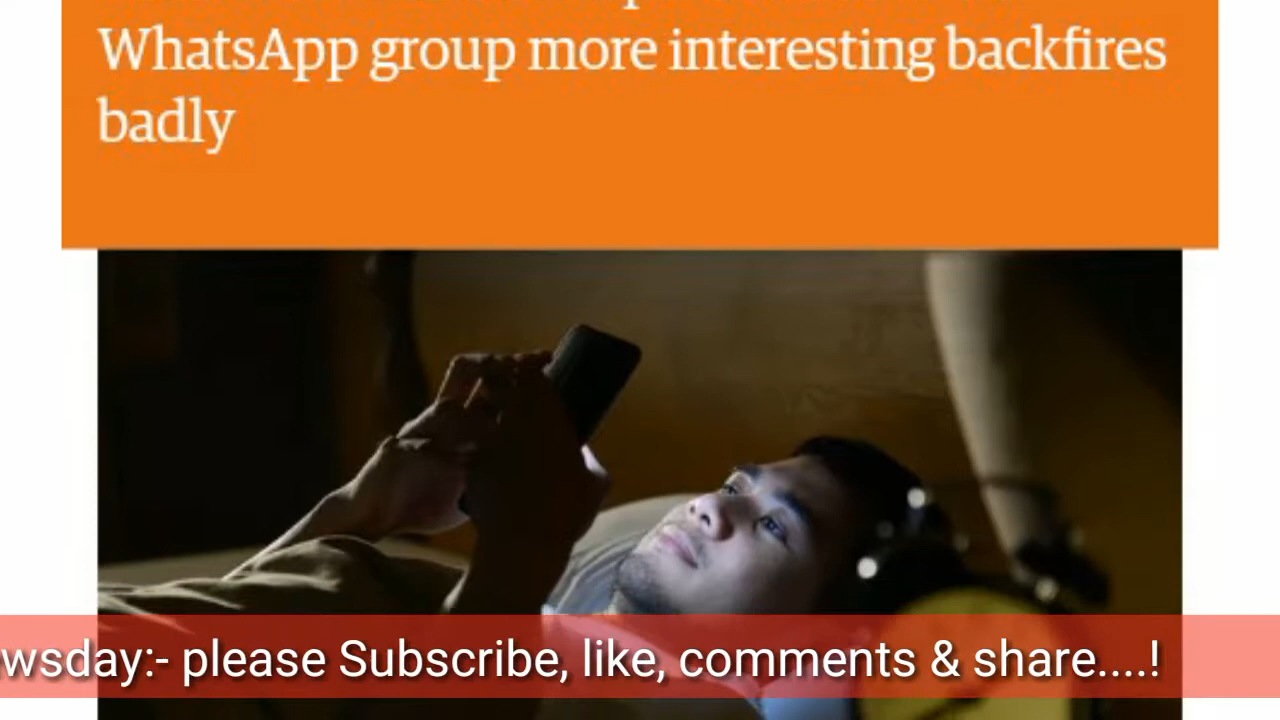 WhatsApp group more interesting backfires
badly
wsday:- please Subscribe, like, comments & share....!